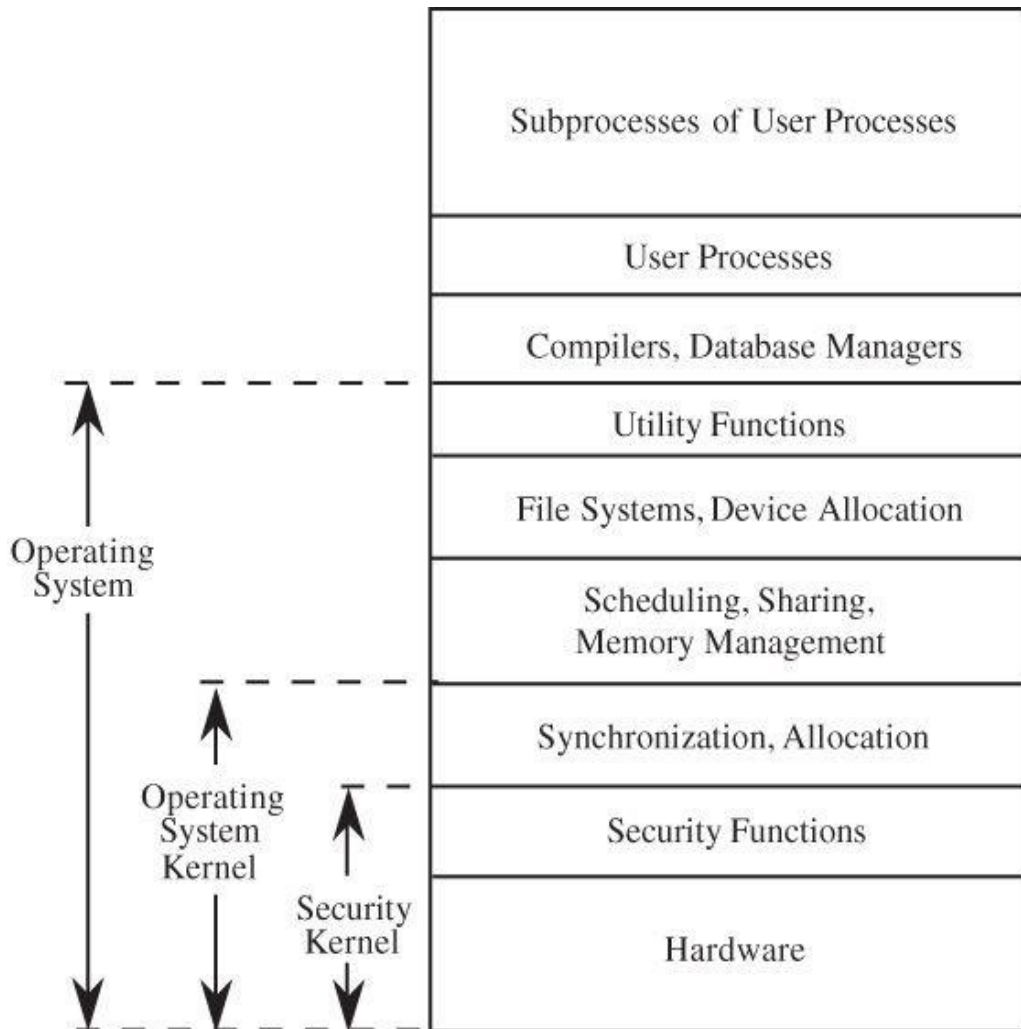 Subprocesses of User Processes
User Processes
Compilers, Database Managers
Utility Functions
File Systems, Device Allocation
Scheduling, Sharing,
Memory Management
Synchronization, Allocation
Security Functions
Hardware
Operating
System
Operating
System
Kernel
Security
Kernel